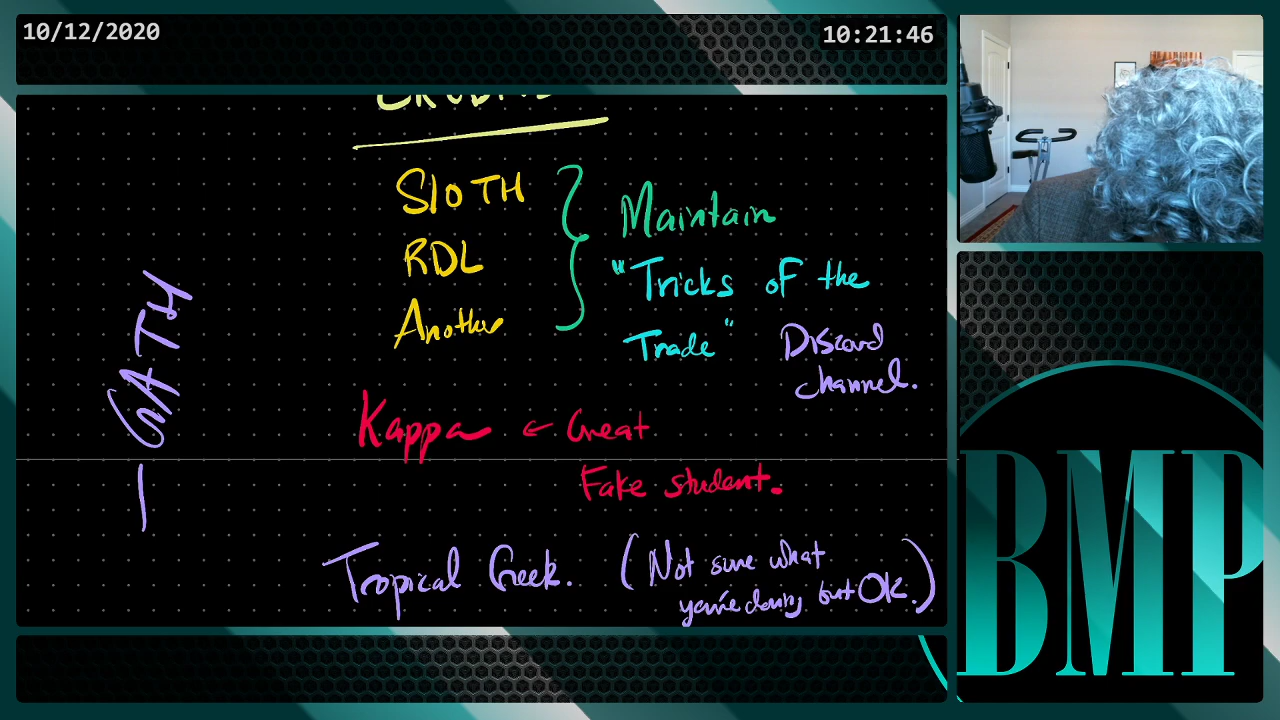 10/12/2020
10:21:46
SLOTH
RDL
Another
Maintain
"Tricks of the
Trade"
Discord
channel.
GATH
Kappa ← Great
Fake student.
Tropical Geek. (Not sure what
you're doing but OK.)
BMP